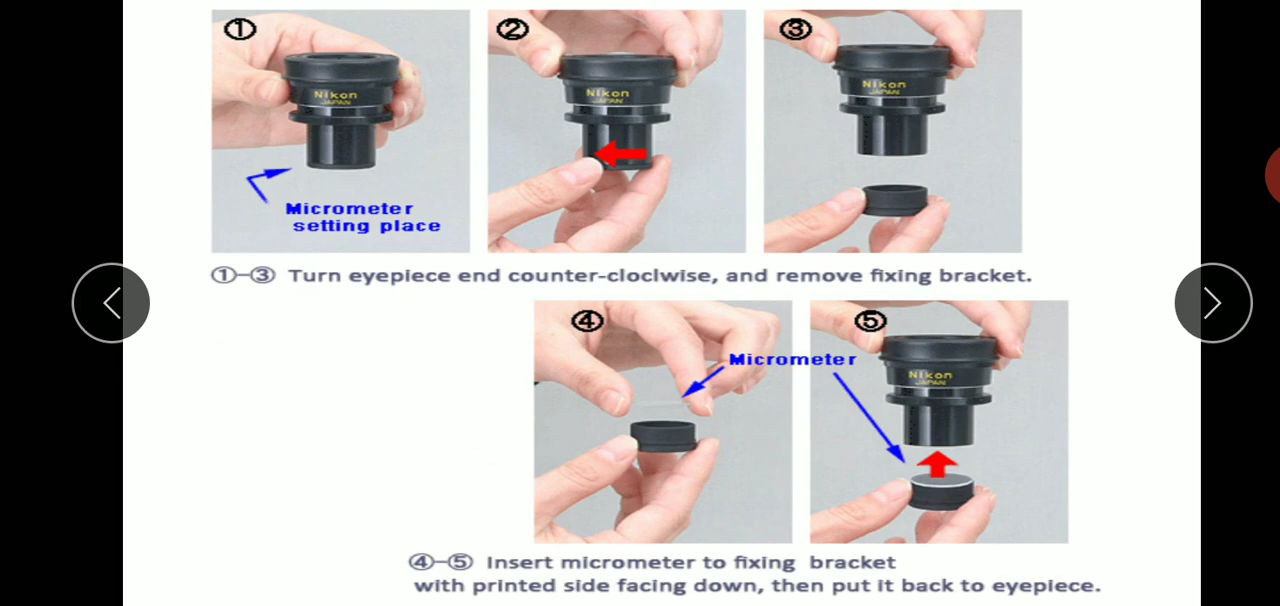 ① ② ③
Nikon
JAPAN
Nikon
JAPAN
Nikon
JAPAN
Micrometer
setting place
①-③ Turn eyepiece end counter-cloclwise, and remove fixing bracket.
④ ⑤
Micrometer
Nikon
JAPAN
④-⑤ Insert micrometer to fixing bracket
with printed side facing down, then put it back to eyepiece.